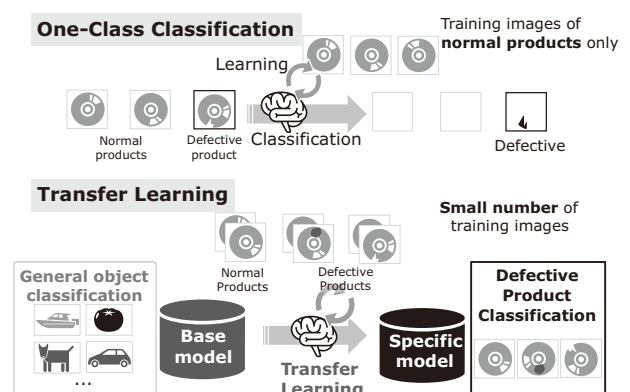 One-Class Classification
Training images of
normal products only
Learning
Normal
products
Defective
product
Classification
Defective
Transfer Learning
Small number of
training images
Normal
Products
Defective
Products
General object
classification
...
Base
model
Transfer
Learning
Specific
model
Defective
Product
Classification